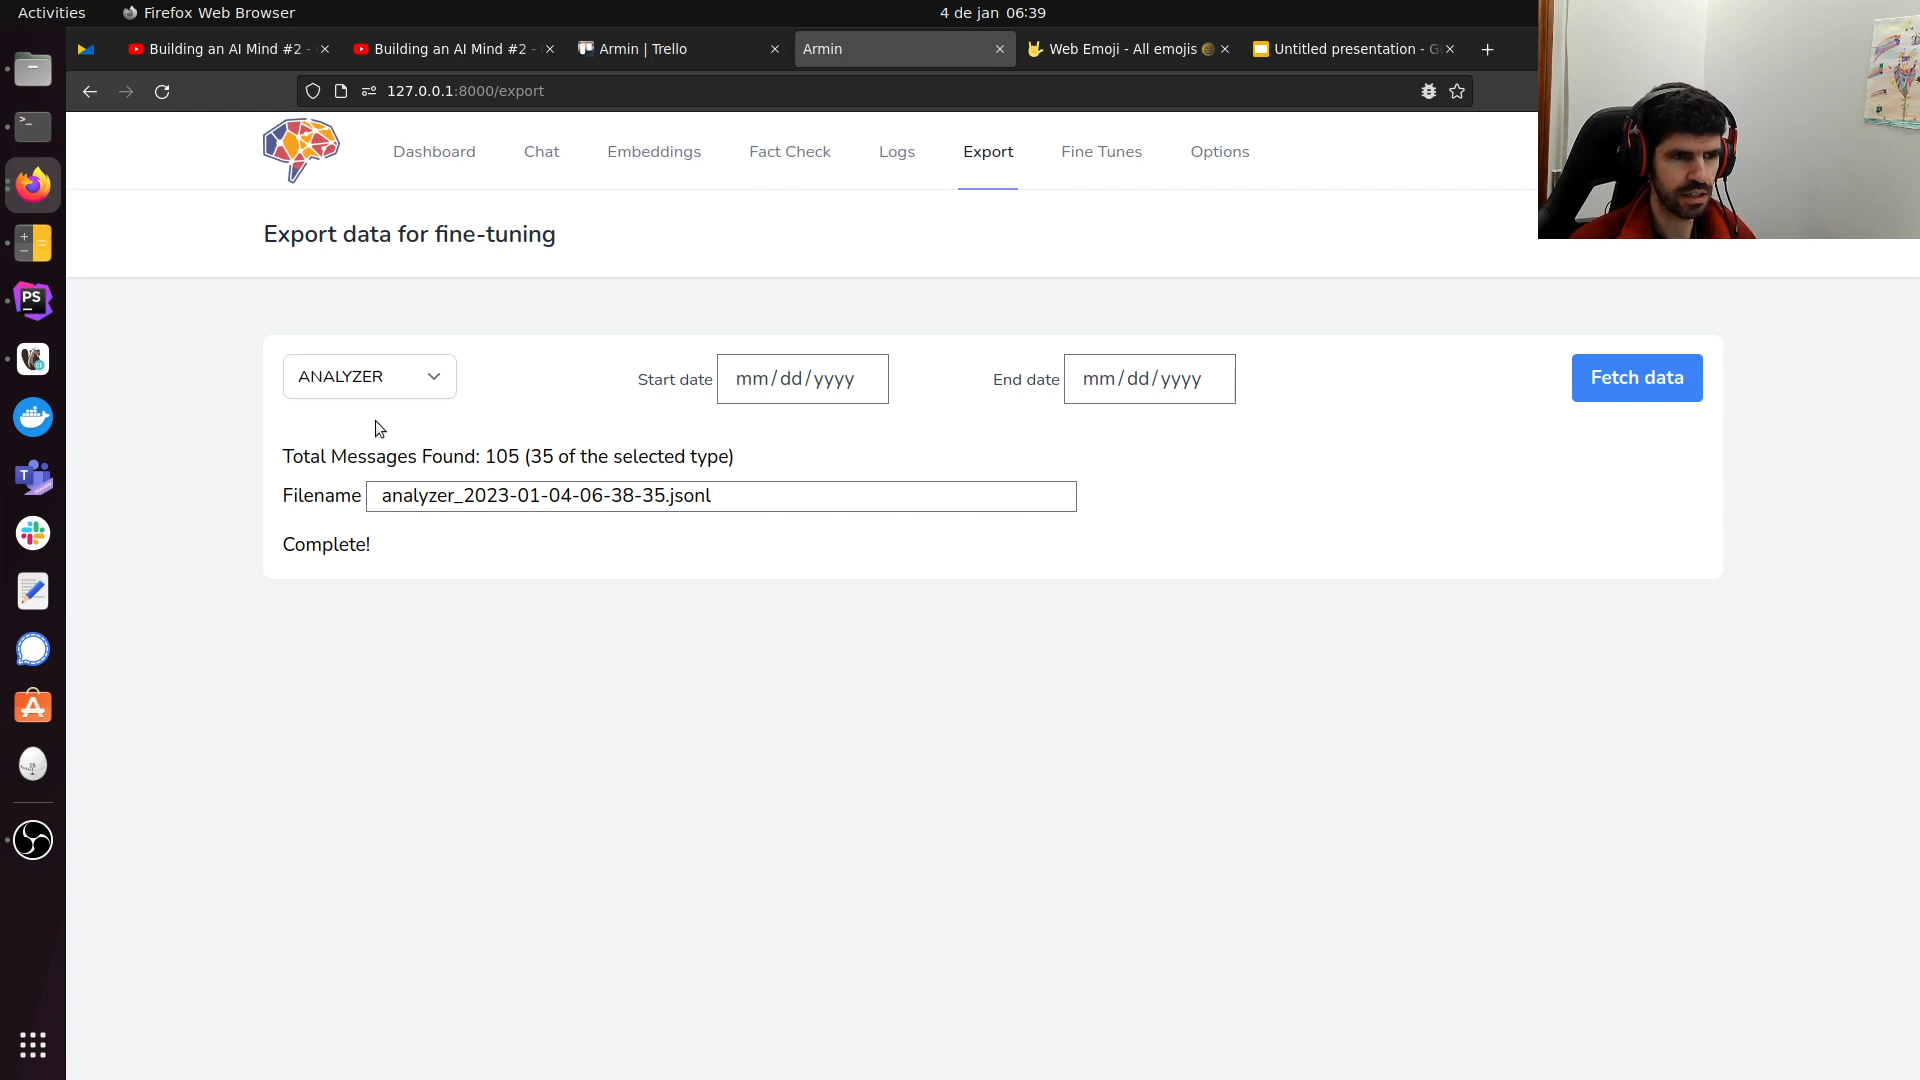 Activities
Firefox Web Browser
4 de jan 06:39
Building an AI Mind #2 -
Building an AI Mind #2 -
Armin | Trello
Armin
Web Emoji - All emojis
Untitled presentation - G
127.0.0.1:8000/export
Dashboard
Chat
Embeddings
Fact Check
Logs
Export
Fine Tunes
Options
Export data for fine-tuning
ANALYZER
Start date mm/dd/yyyy
End date mm/dd/yyyy
Fetch data
Total Messages Found: 105 (35 of the selected type)
Filename analyzer_2023-01-04-06-38-35.jsonl
Complete!
PS